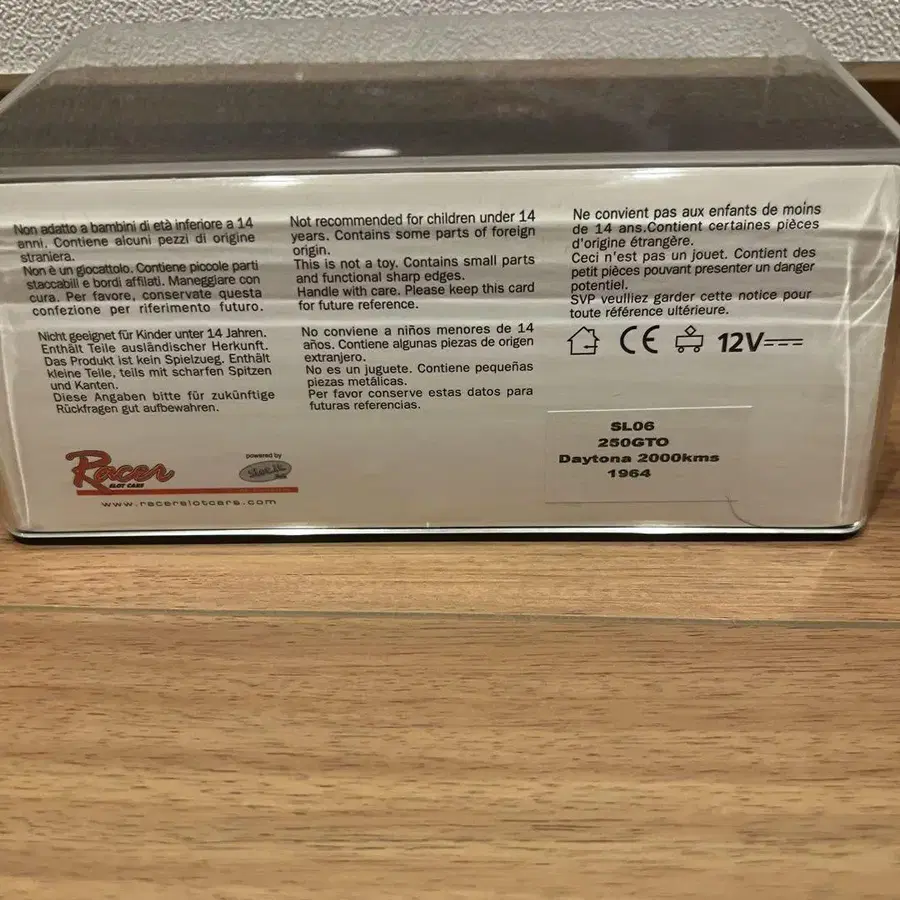 Non adatto a bambini di età inferiore a 14
anni. Contiene alcuni pezzi di origine
straniera.
Non è un giocattolo. Contiene piccole parti
staccabili e bordi affilati. Maneggiare con
cura. Per favore, conservate questa
confezione per riferimento futuro.
Not recommended for children under 14
years. Contains some parts of foreign
origin.
This is not a toy. Contains small parts
and functional sharp edges.
Handle with care. Please keep this card
for future reference.
Ne convient pas aux enfants de moins
de 14 ans.Contient certaines pièces
d'origine étrangère.
Ceci n'est pas un jouet. Contient des
petit pièces pouvant presenter un danger
potentiel.
SVP veulliez garder cette notice pour
toute référence ultérieure.
Nicht geeignet für Kinder unter 14 Jahren.
Enthält Teile ausländischer Herkunft.
Das Produkt ist kein Spielzueg. Enthält
kleine Teile, teils mit scharfen Spitzen
und Kanten.
Diese Angaben bitte für zukünftige
Rückfragen gut aufbewahren.
No conviene a niños menores de 14
años. Contiene algunas piezas de origen
extranjero.
No es un juguete. Contiene pequeñas
piezas metálicas.
Per favor conserve estas datos para
futuras referencias.
CE 12V
SL06
250GTO
Daytona 2000kms
1964
Racer
SLOT CARS
powered by
slot.it
www.racerslotcars.com